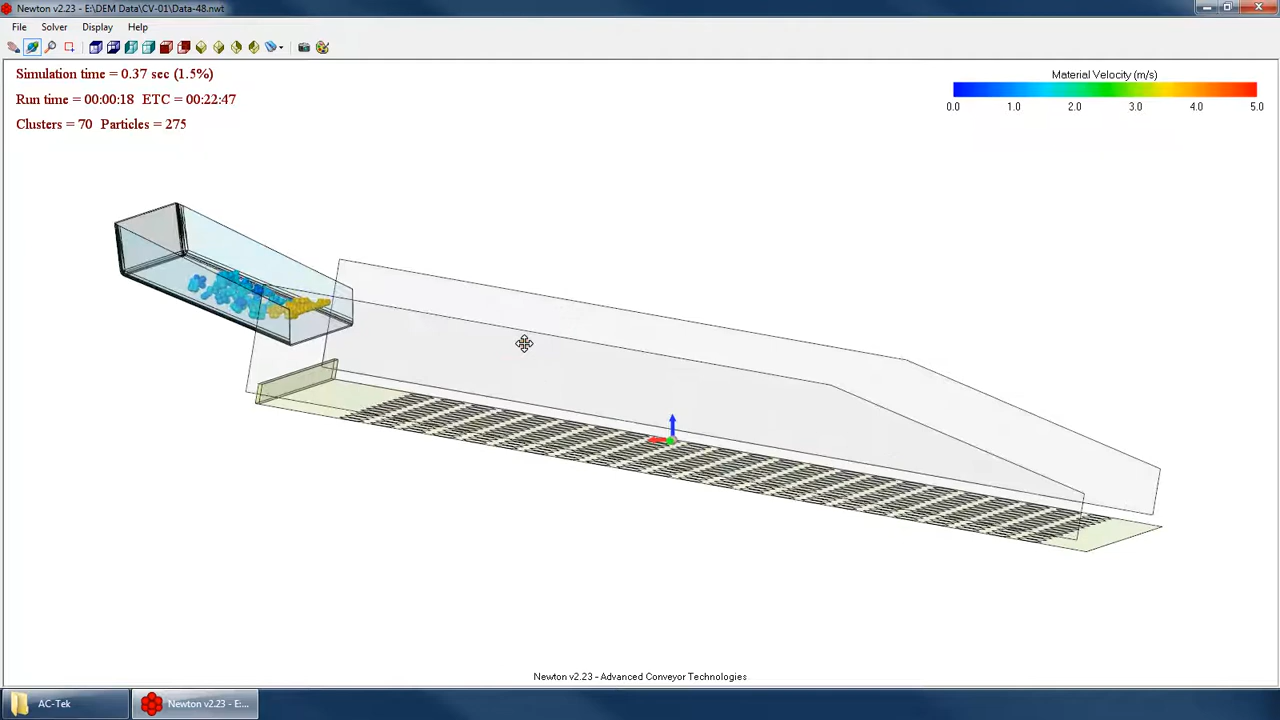 Newton v2.23 - E:\DEM Data\CV-01\Data-48.nwt
File Solver Display Help
Simulation time = 0.37 sec (1.5%)
Run time = 00:00:18 ETC = 00:22:47
Clusters = 70 Particles = 275
Material Velocity (m/s)
0.0 1.0 2.0 3.0 4.0 5.0
Newton v2.23 - Advanced Conveyor Technologies
AC-Tek
Newton v2.23 - E:...